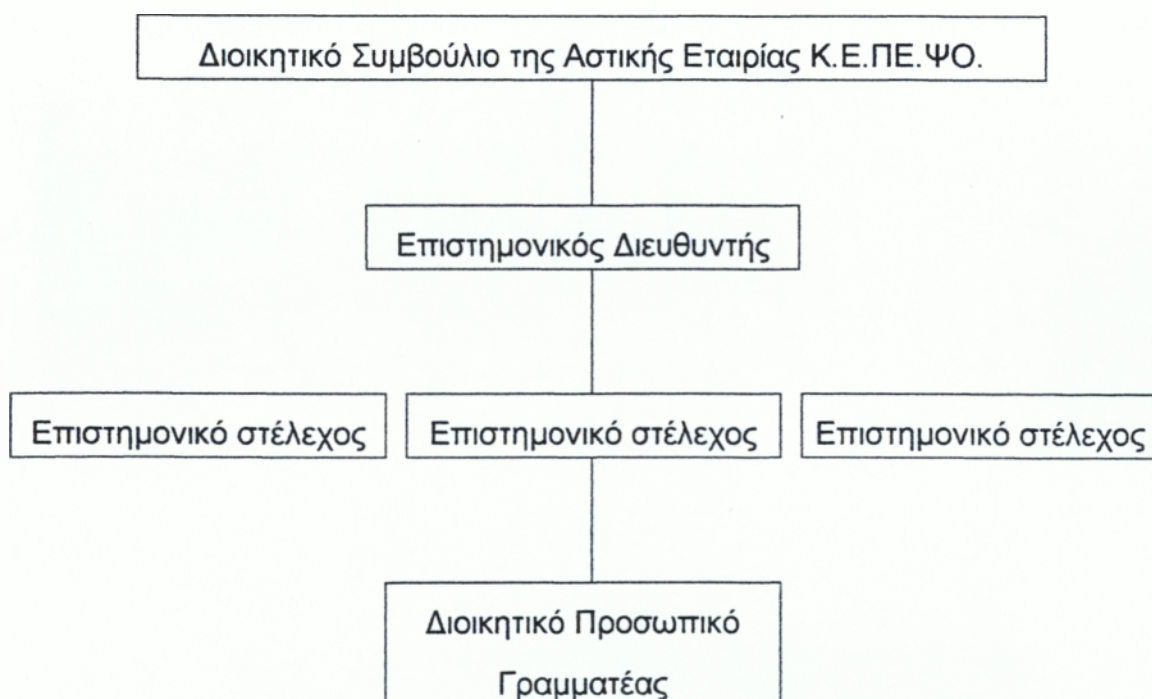 Διοικητικό Συμβούλιο της Αστικής Εταιρίας Κ.Ε.ΠΕ.ΨΟ.
Επιστημονικός Διευθυντής
Επιστημονικό στέλεχος
Επιστημονικό στέλεχος
Επιστημονικό στέλεχος
Διοικητικό Προσωπικό
Γραμματέας